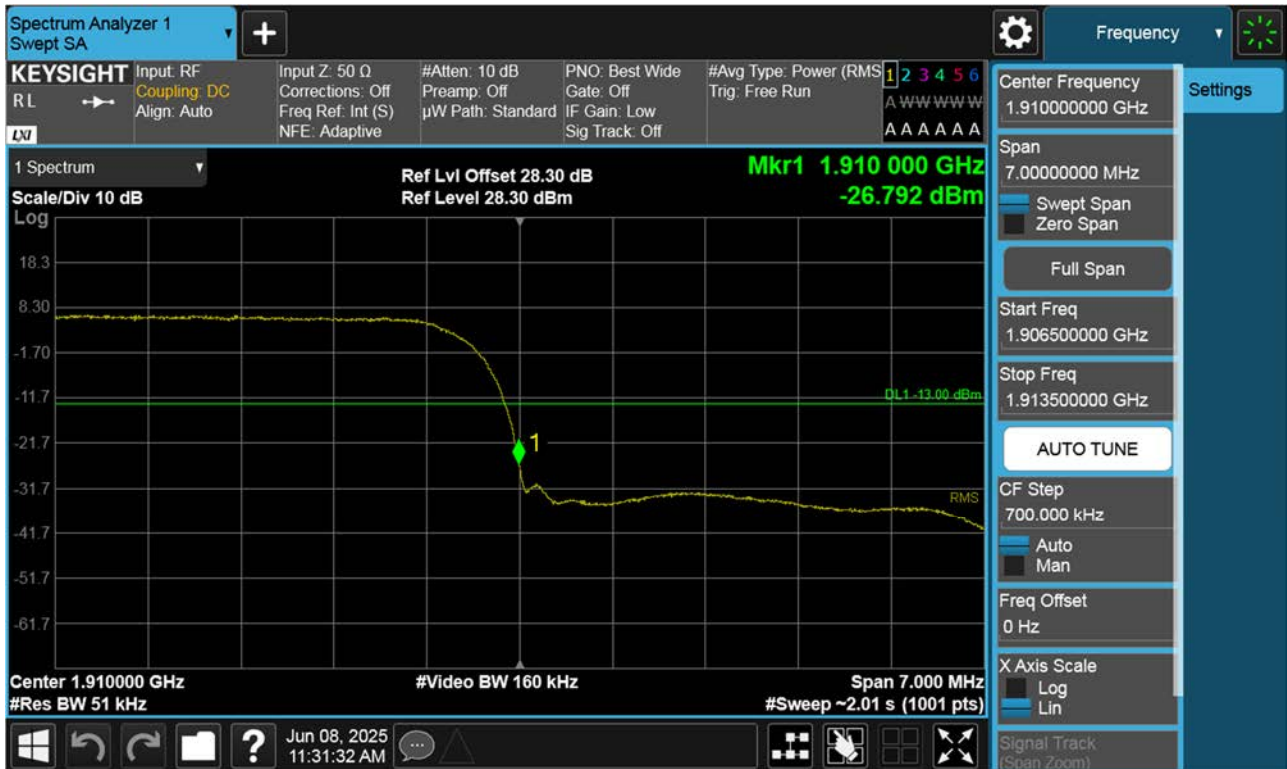 Spectrum Analyzer 1
Swept SA
+
Frequency
KEYSIGHT
RL
LXI
Input: RF
Coupling: DC
Align: Auto
Input Z: 50 Ω
Corrections: Off
Freq Ref: Int (S)
NFE: Adaptive
#Atten: 10 dB
Preamp: Off
µW Path: Standard
PNO: Best Wide
Gate: Off
IF Gain: Low
Sig Track: Off
#Avg Type: Power (RMS
Trig: Free Run
1 2 3 4 5 6
A W W W W W
A A A A A A
1 Spectrum
Scale/Div 10 dB
Log
Ref Lvl Offset 28.30 dB
Ref Level 28.30 dBm
Mkr1 1.910 000 GHz
-26.792 dBm
18.3
8.30
-1.70
-11.7
-21.7
-31.7
-41.7
-51.7
-61.7
DL1 -13.00 dBm
1
RMS
Center 1.910000 GHz
#Res BW 51 kHz
#Video BW 160 kHz
Span 7.000 MHz
#Sweep ~2.01 s (1001 pts)
?
Jun 08, 2025
11:31:32 AM
Center Frequency
1.910000000 GHz
Span
7.00000000 MHz
Swept Span
Zero Span
Full Span
Start Freq
1.906500000 GHz
Stop Freq
1.913500000 GHz
AUTO TUNE
CF Step
700.000 kHz
Auto
Man
Freq Offset
0 Hz
X Axis Scale
Log
Lin
Signal Track
(Span Zoom)
Settings